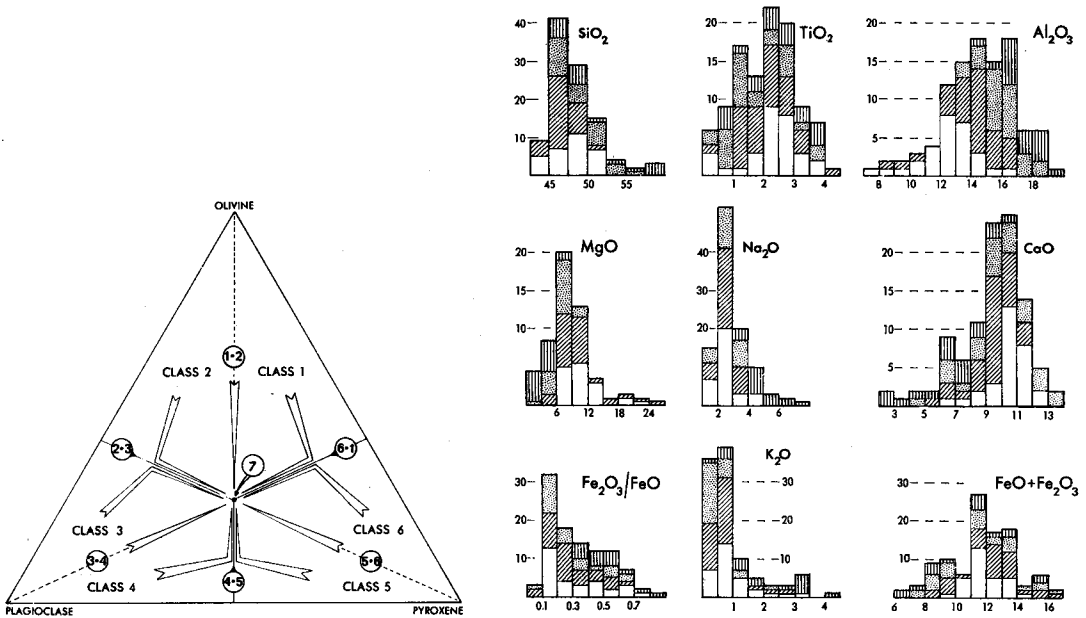 OLIVINE
1·2
CLASS 2 CLASS 1
2·3 6·1
7
CLASS 3 CLASS 6
3·4 5·6
CLASS 4 4·5 CLASS 5
PLAGIOCLASE PYROXENE
SiO₂
40
30
20
10
45 50 55
TiO₂
20
15
10
1 2 3 4
Al₂O₃
20
15
10
5
8 10 12 14 16 18
MgO
20
15
10
6 12 18 24
Na₂O
40
30
20
2 4 6
CaO
20
15
10
5
3 5 7 9 11 13
Fe₂O₃/FeO
30
20
10
0.1 0.3 0.5 0.7
K₂O
30
20
10
1 2 3 4
FeO+Fe₂O₃
30
20
10
6 8 10 12 14 16